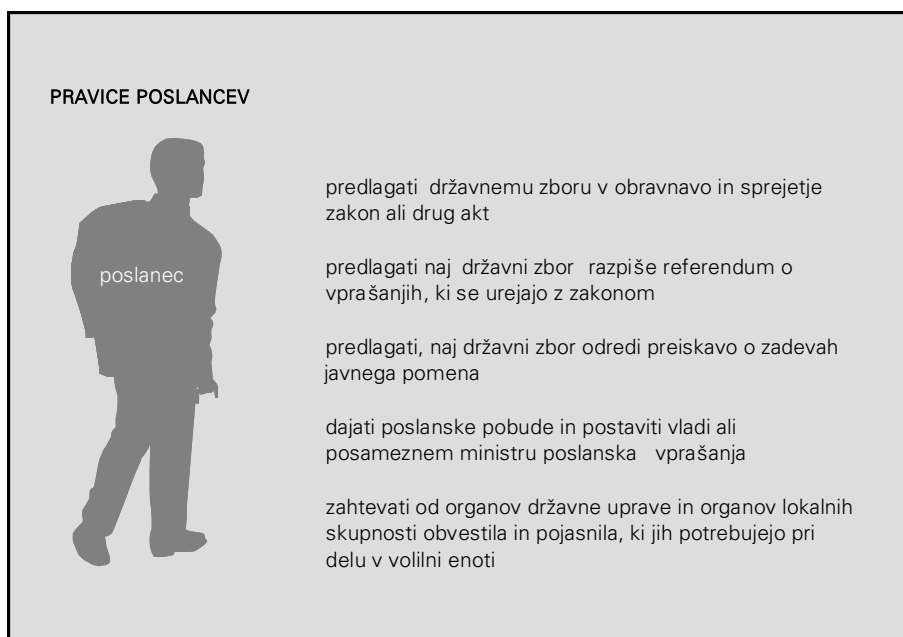 PRAVICE POSLANCEV
poslanec
predlagati državnemu zboru v obravnavo in sprejetje
zakon ali drug akt
predlagati naj državni zbor razpiše referendum o
vprašanjih, ki se urejajo z zakonom
predlagati, naj državni zbor odredi preiskavo o zadevah
javnega pomena
dajati poslanske pobude in postaviti vladi ali
posameznem ministru poslanska vprašanja
zahtevati od organov državne uprave in organov lokalnih
skupnosti obvestila in pojasnila, ki jih potrebujejo pri
delu v volilni enoti